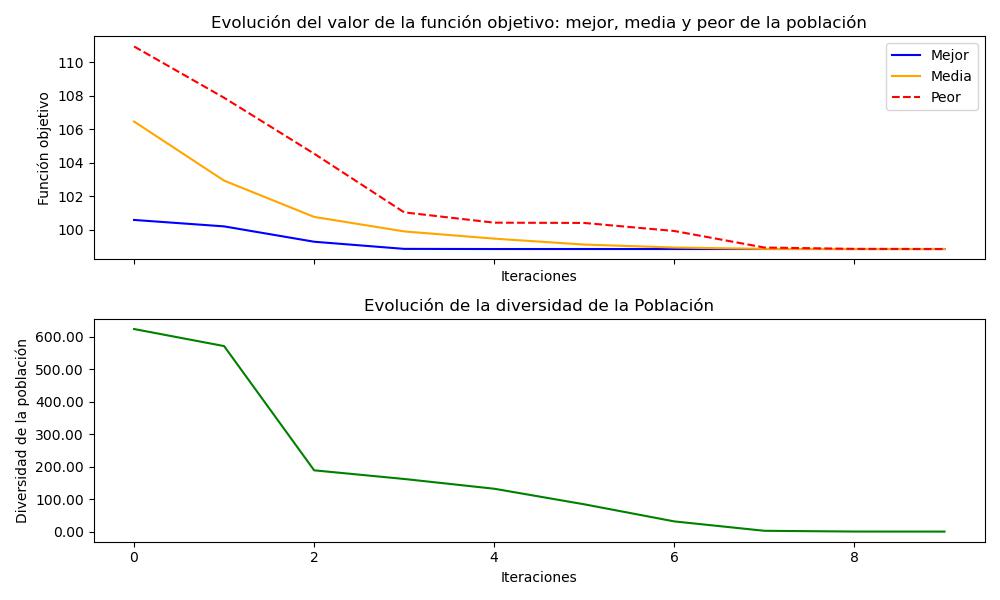 Evolución del valor de la función objetivo: mejor, media y peor de la población
Función objetivo
110
108
106
104
102
100
Mejor
Media
Peor
Iteraciones
Evolución de la diversidad de la Población
Diversidad de la población
600.00
500.00
400.00
300.00
200.00
100.00
0.00
0 2 4 6 8
Iteraciones